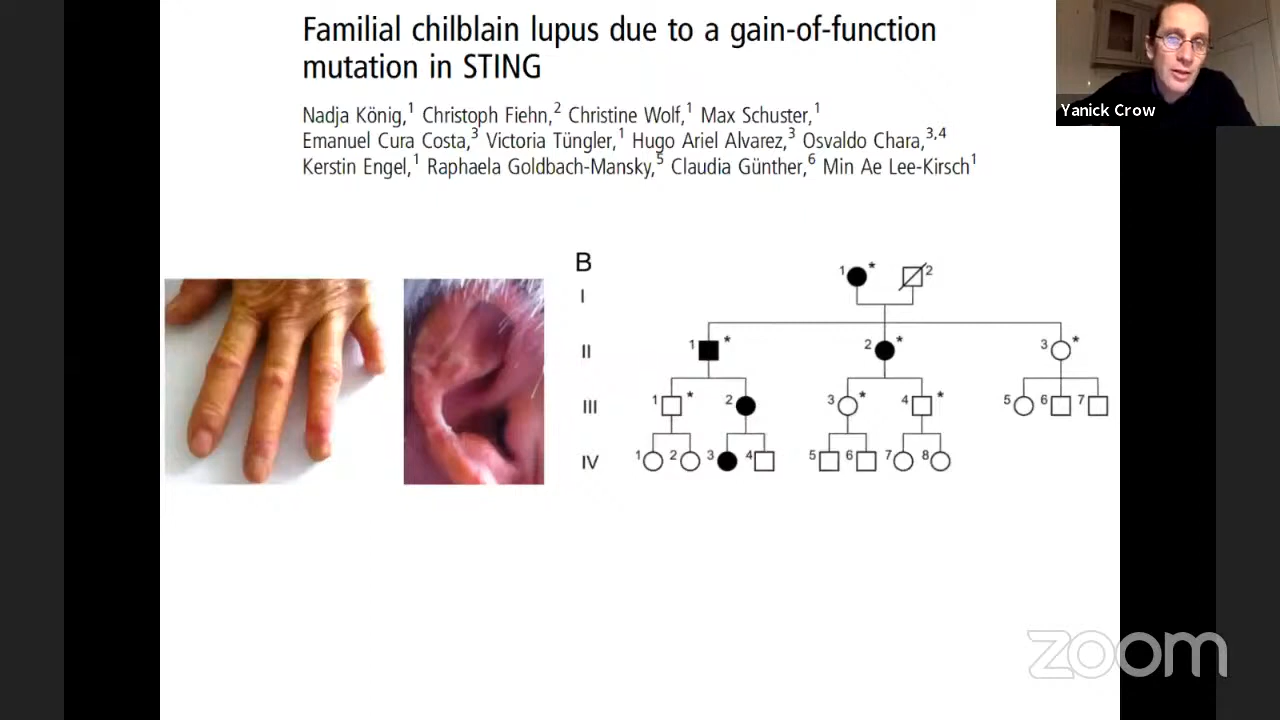 Familial chilblain lupus due to a gain-of-function
mutation in STING
Nadja König,1 Christoph Fiehn,2 Christine Wolf,1 Max Schuster,1
Emanuel Cura Costa,3 Victoria Tüngler,1 Hugo Ariel Alvarez,3 Osvaldo Chara,3,4
Kerstin Engel,1 Raphaela Goldbach-Mansky,5 Claudia Günther,6 Min Ae Lee-Kirsch1
Yanick Crow
B
1 * 2
I
1 * 2 * 3 *
II
1 * 2 3 * 4 * 5 6 7
III
1 2 3 4 5 6 7 8
IV
zoom